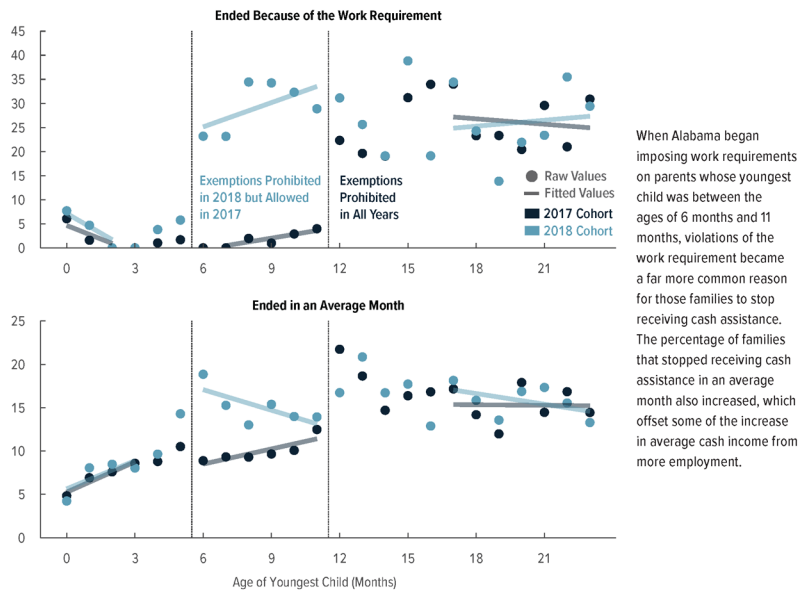 Ended Because of the Work Requirement
45
40
35
30
25
20
15
10
5
0
Exemptions Prohibited
in 2018 but Allowed
in 2017
Exemptions
Prohibited
in All Years
Raw Values
Fitted Values
2017 Cohort
2018 Cohort
0 3 6 9 12 15 18 21
Ended in an Average Month
25
20
15
10
5
0
0 3 6 9 12 15 18 21
Age of Youngest Child (Months)
When Alabama began
imposing work requirements
on parents whose youngest
child was between the
ages of 6 months and 11
months, violations of the
work requirement became
a far more common reason
for those families to stop
receiving cash assistance.
The percentage of families
that stopped receiving cash
assistance in an average
month also increased, which
offset some of the increase
in average cash income from
more employment.